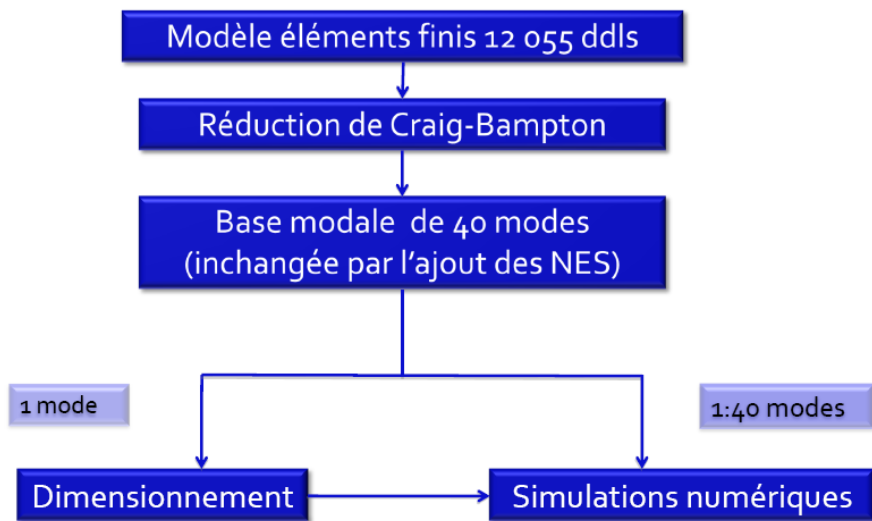 Modèle éléments finis 12 055 ddls
Réduction de Craig-Bampton
Base modale de 40 modes
(inchangée par l'ajout des NES)
1 mode
1:40 modes
Dimensionnement
Simulations numériques